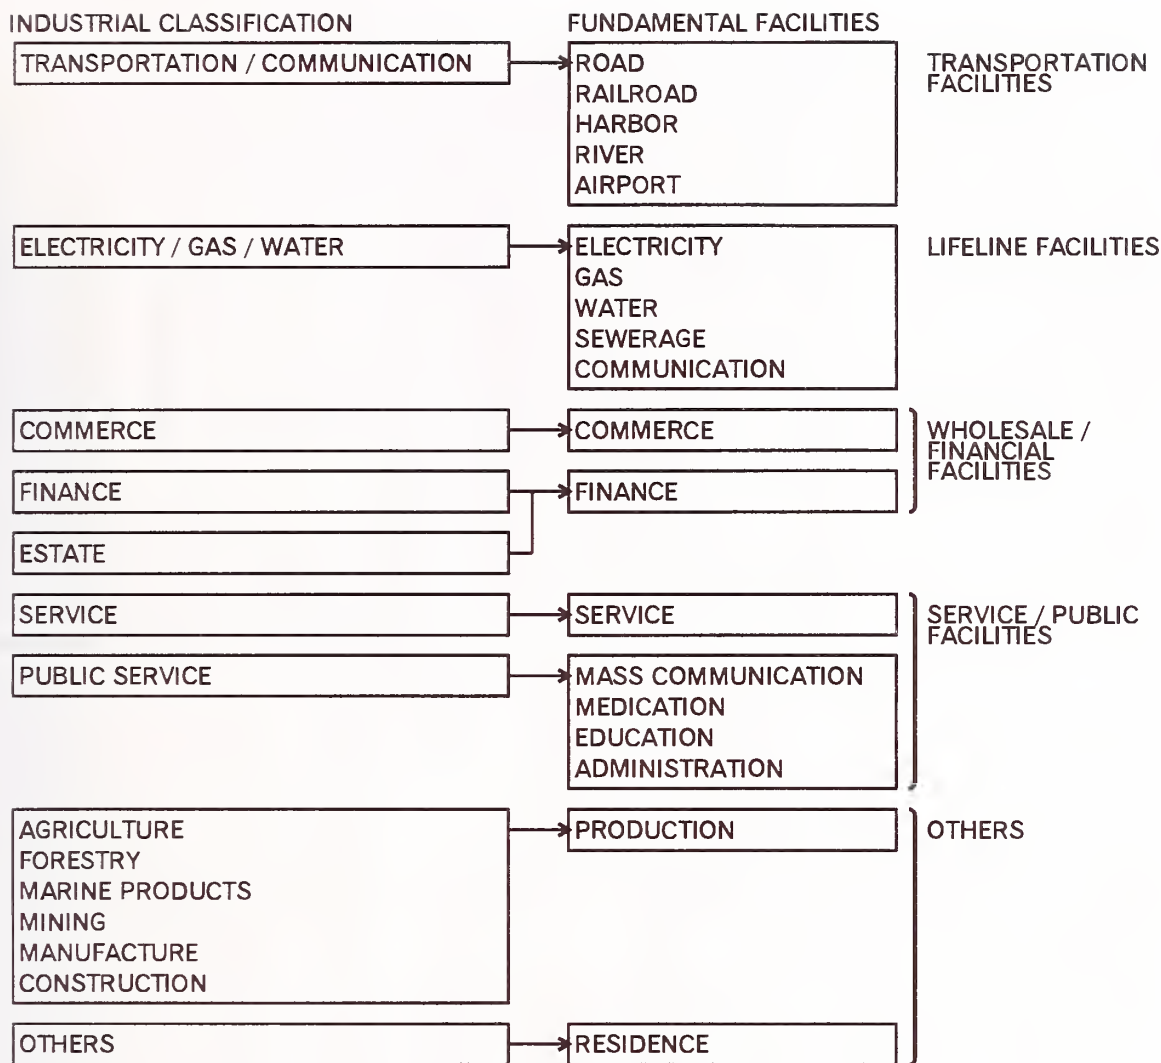 INDUSTRIAL CLASSIFICATION FUNDAMENTAL FACILITIES
TRANSPORTATION / COMMUNICATION ROAD TRANSPORTATION
FACILITIES
RAILROAD
HARBOR
RIVER
AIRPORT
ELECTRICITY / GAS / WATER ELECTRICITY LIFELINE FACILITIES
GAS
WATER
SEWERAGE
COMMUNICATION
COMMERCE COMMERCE WHOLESALE /
FINANCIAL
FACILITIES
FINANCE FINANCE
ESTATE
SERVICE SERVICE SERVICE / PUBLIC
FACILITIES
PUBLIC SERVICE MASS COMMUNICATION
MEDICATION
EDUCATION
ADMINISTRATION
AGRICULTURE PRODUCTION OTHERS
FORESTRY
MARINE PRODUCTS
MINING
MANUFACTURE
CONSTRUCTION
OTHERS RESIDENCE